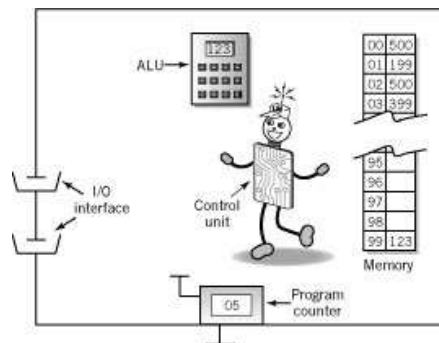 123
ALU
00 500
01 199
02 500
03 399
95
96
97
98
99 123
Memory
I/O
interface
Control
unit
05
Program
counter